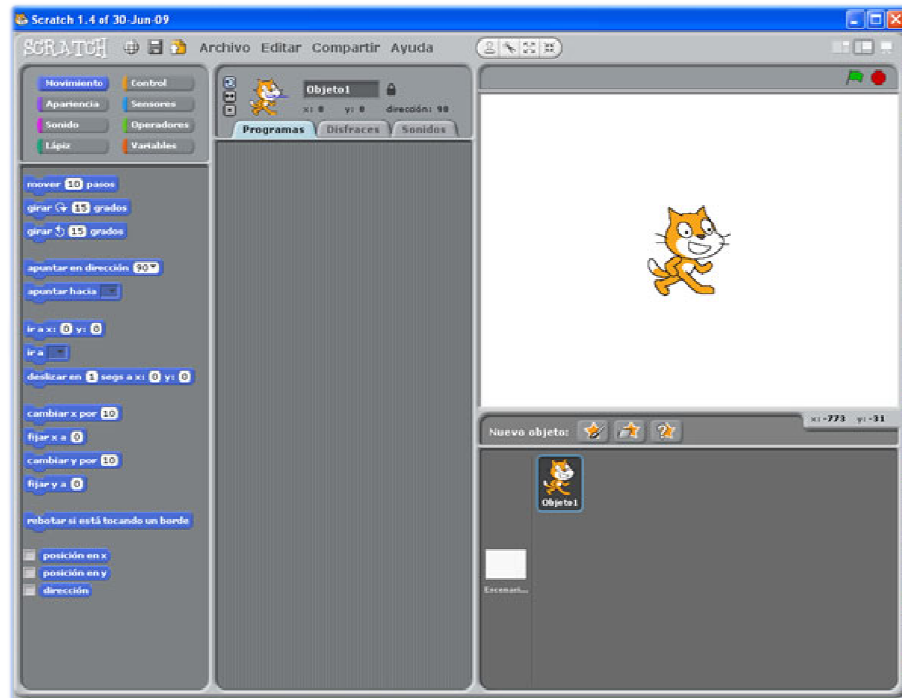 Scratch 1.4 of 30-Jun-09
SCRATCH Archivo Editar Compartir Ayuda
Movimiento Control
Apariencia Sensores
Sonido Operadores
Lápiz Variables
mover 10 pasos
girar 15 grados
girar 15 grados
apuntar en dirección 90
apuntar hacia
ir a x: 0 y: 0
ir a
deslizar en 1 segs a x: 0 y: 0
cambiar x por 10
fijar x a 0
cambiar y por 10
fijar y a 0
rebotar si está tocando un borde
posición en x
posición en y
dirección
Objeto1
x: 0 y: 0 dirección: 90
Programas Disfraces Sonidos
x: -773 y: -31
Nuevo objeto:
Objeto1
Escenari...